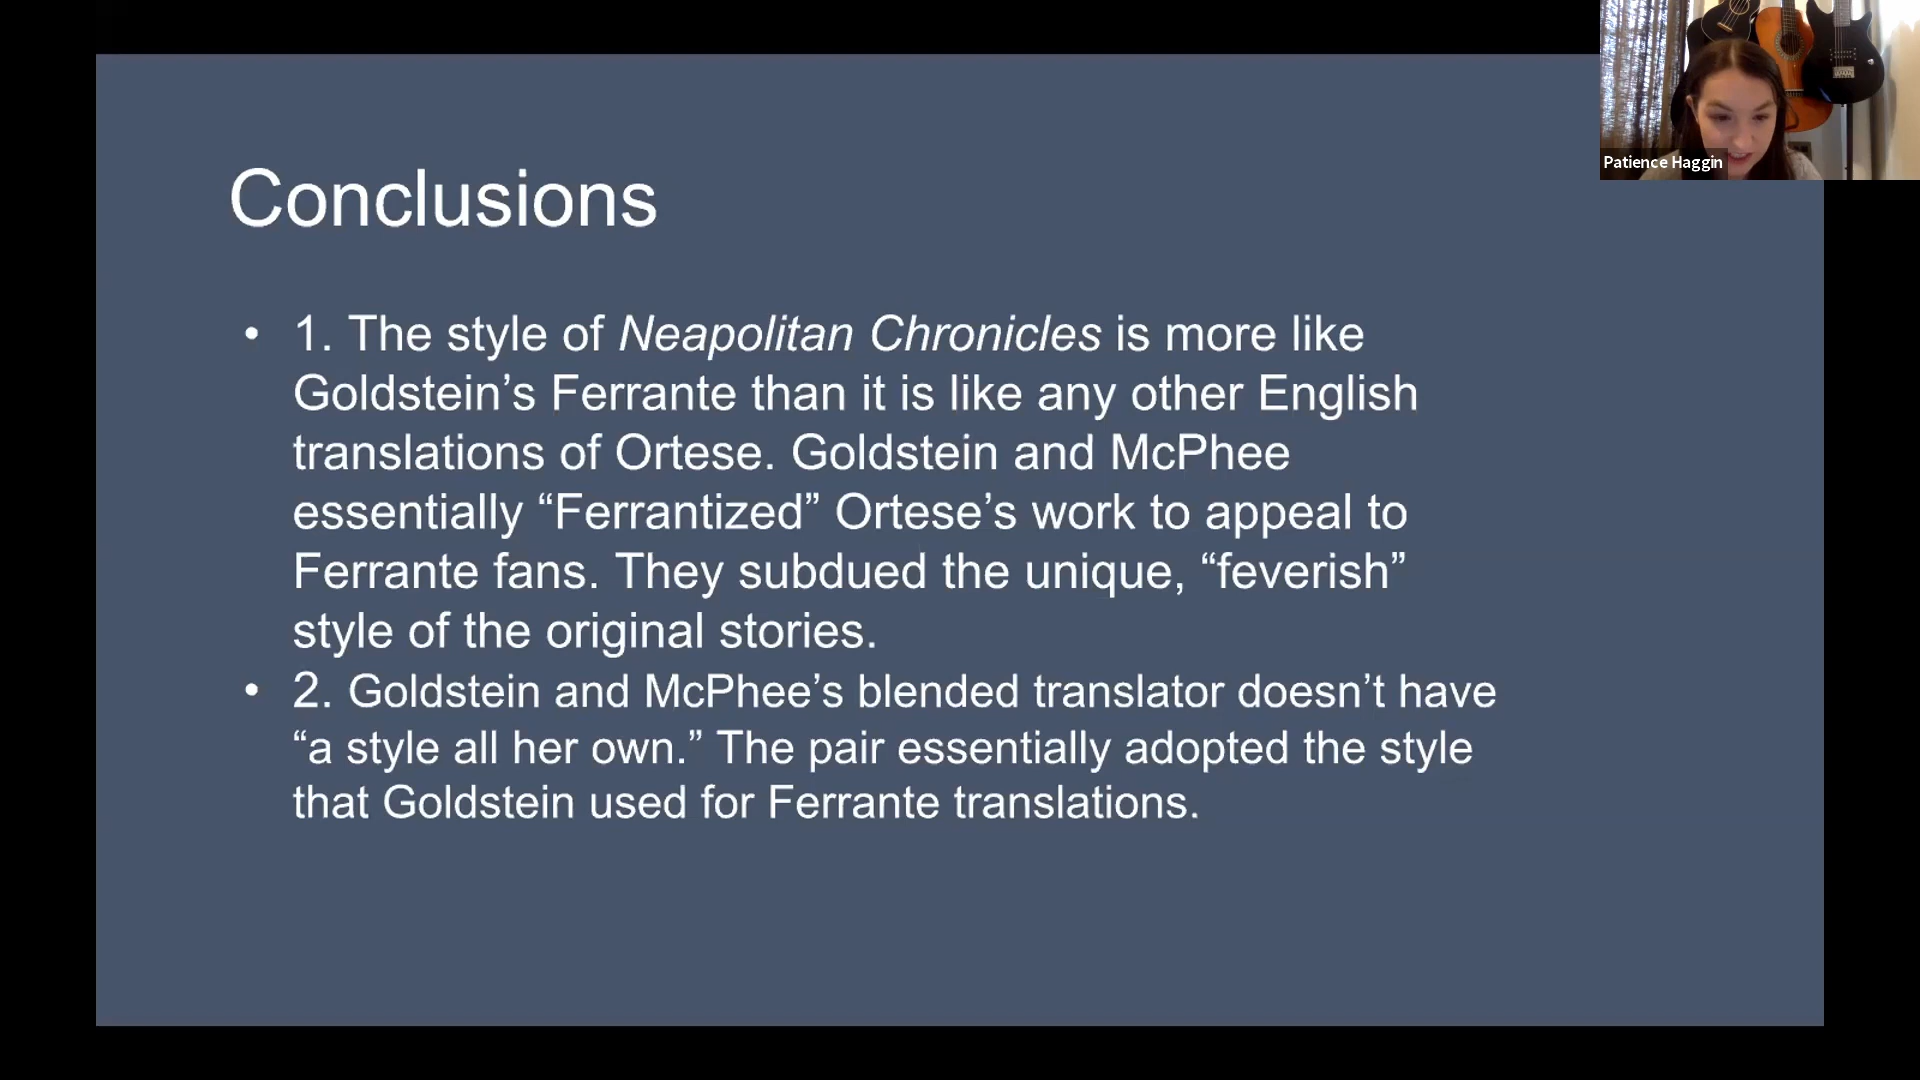 Patience Haggin
Conclusions
• 1. The style of Neapolitan Chronicles is more like
Goldstein’s Ferrante than it is like any other English
translations of Ortese. Goldstein and McPhee
essentially “Ferrantized” Ortese’s work to appeal to
Ferrante fans. They subdued the unique, “feverish”
style of the original stories.
• 2. Goldstein and McPhee’s blended translator doesn’t have
“a style all her own.” The pair essentially adopted the style
that Goldstein used for Ferrante translations.